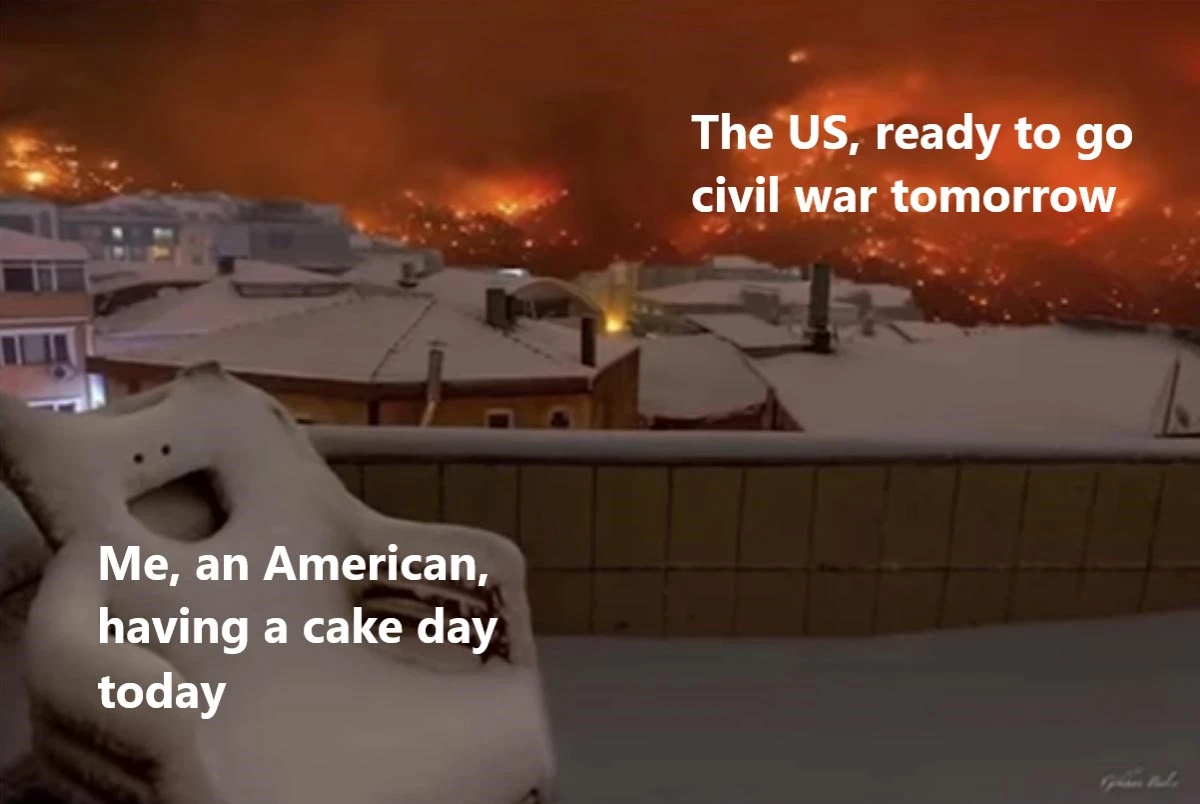 The US, ready to go
civil war tomorrow
Me, an American,
having a cake day
today